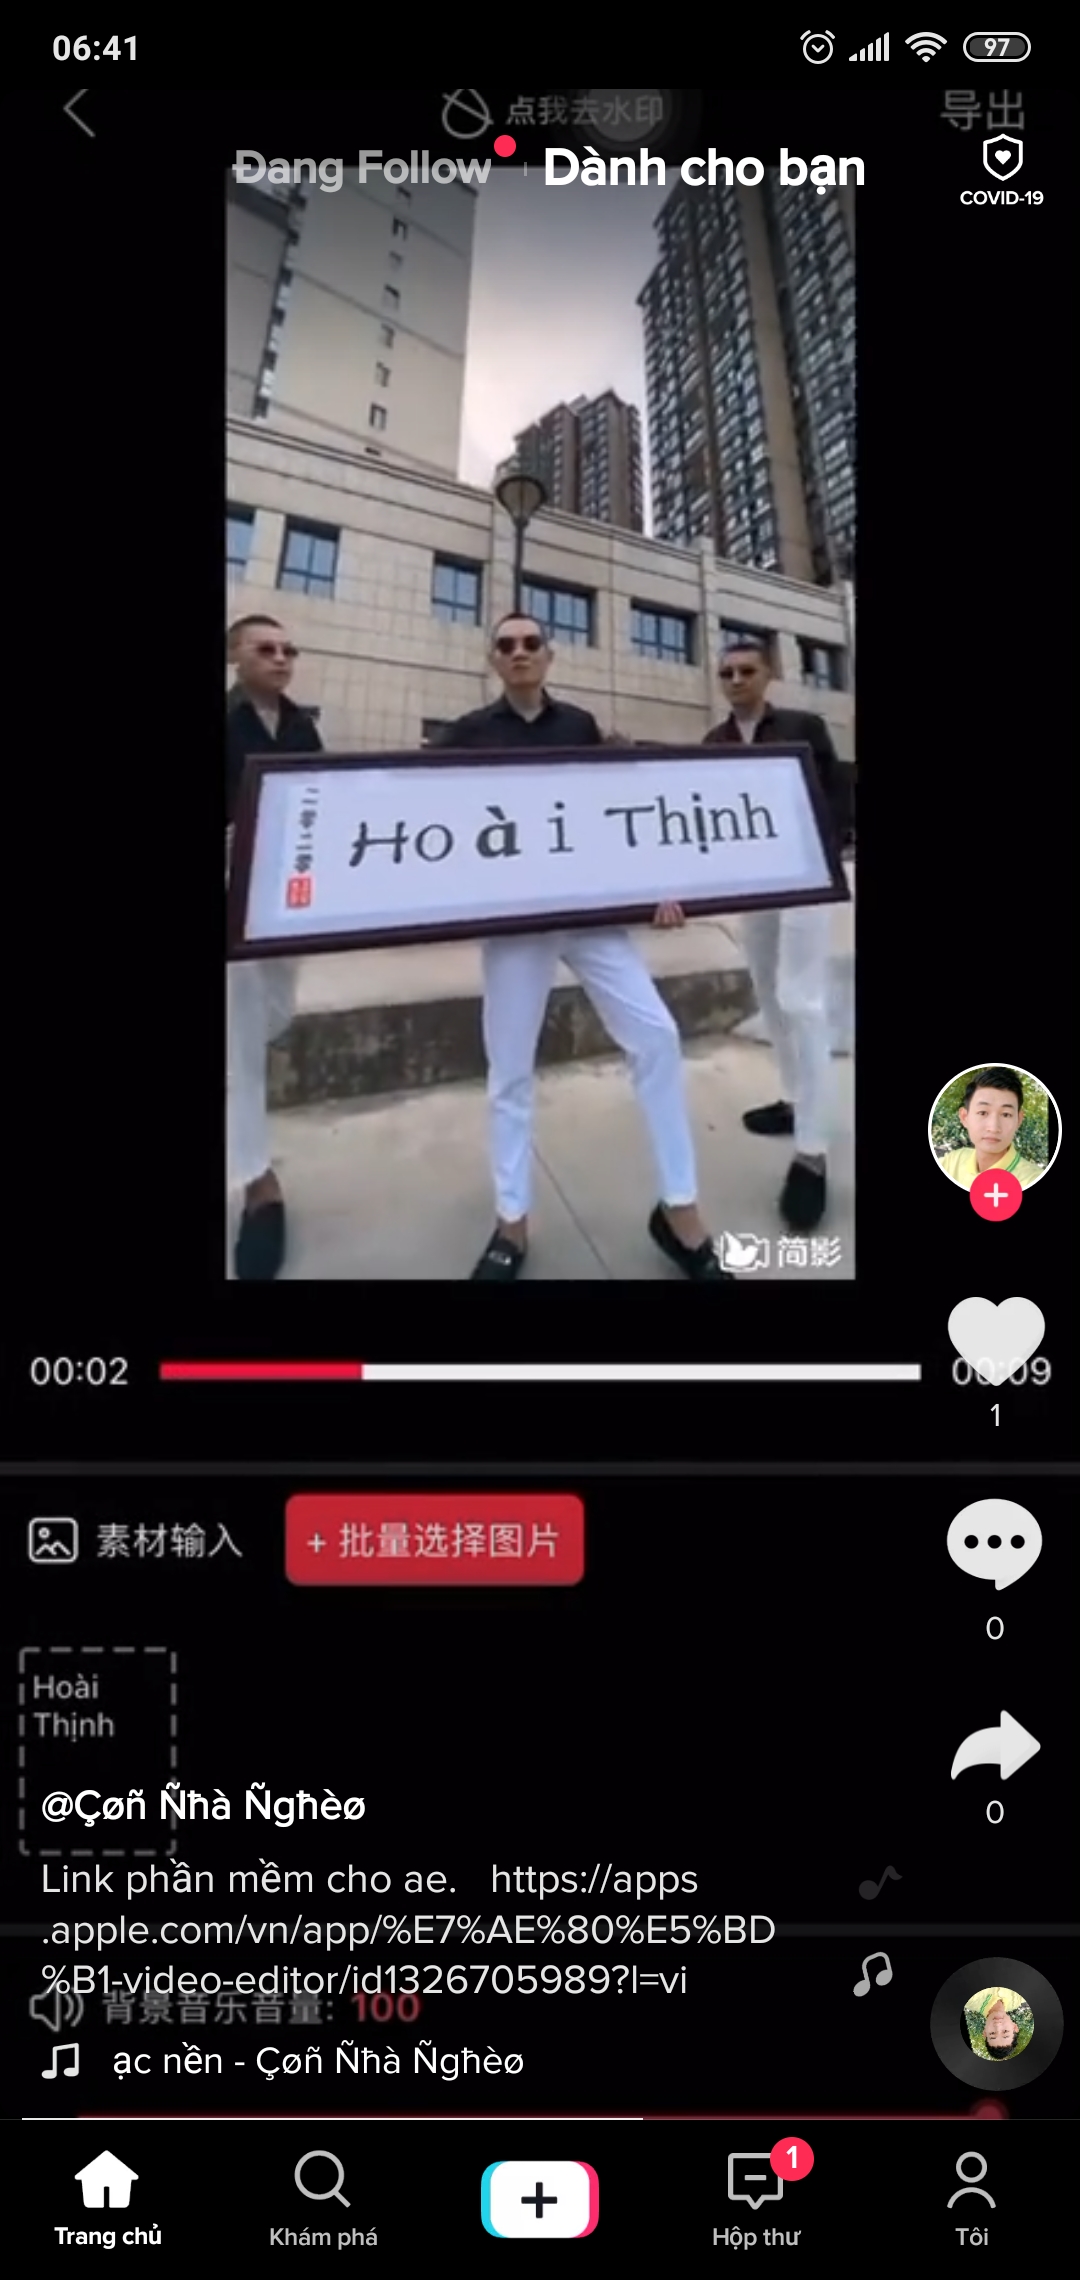 06:41
97
点我去水印
导出
Đang Follow
Dành cho bạn
COVID-19
Hoài Thịnh
简影
00:02
00:09
1
素材输入
+ 批量选择图片
0
Hoài
Thịnh
0
@Çøñ Ñħà Ñgħèø
Link phần mềm cho ae. https://apps
.apple.com/vn/app/%E7%AE%80%E5%BD
%B1-video-editor/id1326705989?l=vi
背景音乐音量: 100
ạc nền - Çøñ Ñħà Ñgħèø
1
Trang chủ
Khám phá
Hộp thư
Tôi